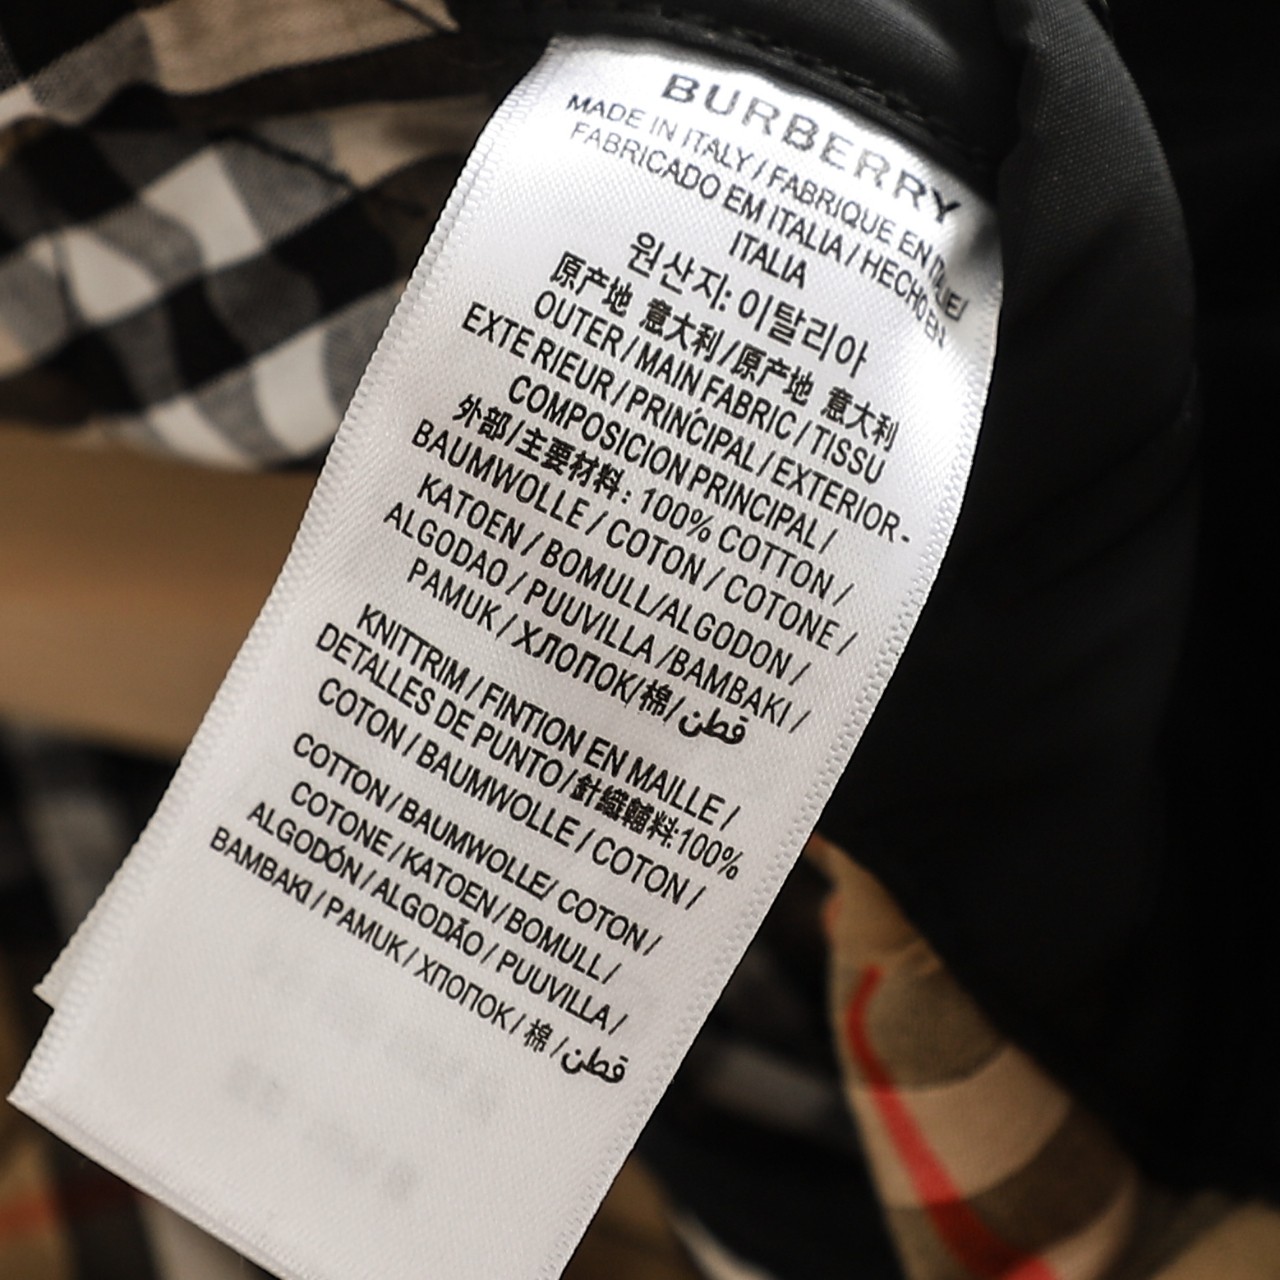 BURBERRY
MADE IN ITALY / FABRIQUE EN ITALIE/
FABRICADO EM ITALIA / HECHO EN
ITALIA
원산지: 이탈리아
原产地 意大利/原产地 意大利
OUTER / MAIN FABRIC / TISSU
EXTE RIEUR / PRINCIPAL / EXTERIOR-
COMPOSICION PRINCIPAL /
外部/主要材料: 100% COTTON /
BAUMWOLLE / COTON / COTONE /
KATOEN / BOMULL/ALGODON /
ALGODAO / PUUVILLA /BAMBAKI /
PAMUK / ХЛОПОК/棉/ قطن
KNITTRIM / FINTION EN MAILLE /
DETALLES DE PUNTO/針織輔料:100%
COTON / BAUMWOLLE / COTON /
COTTON / BAUMWOLLE/ COTON /
COTONE / KATOEN / BOMULL /
ALGODÓN / ALGODÃO / PUUVILLA /
BAMBAKI / PAMUK / ХЛОПОК / 棉 / قطن